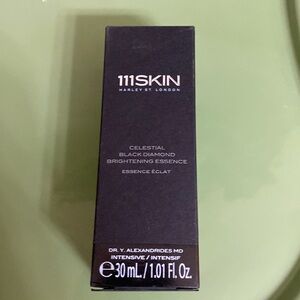 111SKIN
HARLEY ST LONDON
CELESTIAL
BLACK DIAMOND
BRIGHTENING ESSENCE
ESSENCE ÉCLAT
DR. Y. ALEXANDRIDES MD
INTENSIVE / INTENSIF
℮30 mL./1.01 Fl. Oz.